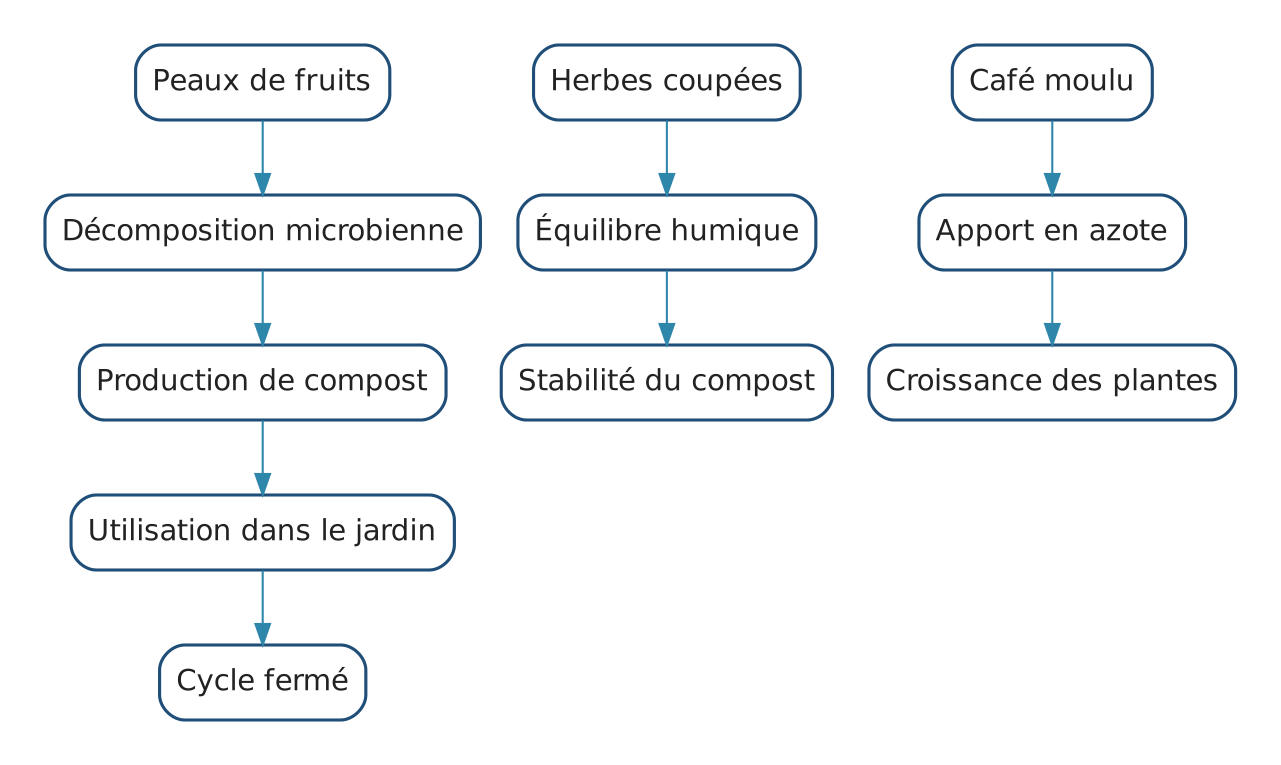 Peaux de fruits
Herbes coupées
Café moulu
Décomposition microbienne
Équilibre humique
Apport en azote
Production de compost
Stabilité du compost
Croissance des plantes
Utilisation dans le jardin
Cycle fermé